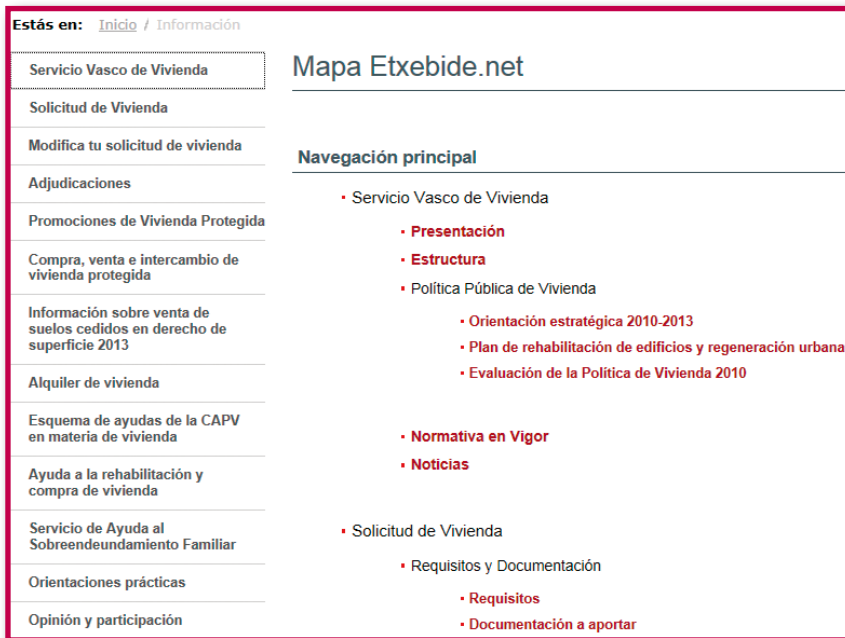 Estás en: Inicio / Información
Servicio Vasco de Vivienda
Solicitud de Vivienda
Modifica tu solicitud de vivienda
Adjudicaciones
Promociones de Vivienda Protegida
Compra, venta e intercambio de
vivienda protegida
Información sobre venta de
suelos cedidos en derecho de
superficie 2013
Alquiler de vivienda
Esquema de ayudas de la CAPV
en materia de vivienda
Ayuda a la rehabilitación y
compra de vivienda
Servicio de Ayuda al
Sobreendeundamiento Familiar
Orientaciones prácticas
Opinión y participación
Mapa Etxebide.net
Navegación principal
Servicio Vasco de Vivienda
Presentación
Estructura
Política Pública de Vivienda
Orientación estratégica 2010-2013
Plan de rehabilitación de edificios y regeneración urbana
Evaluación de la Política de Vivienda 2010
Normativa en Vigor
Noticias
Solicitud de Vivienda
Requisitos y Documentación
Requisitos
Documentación a aportar